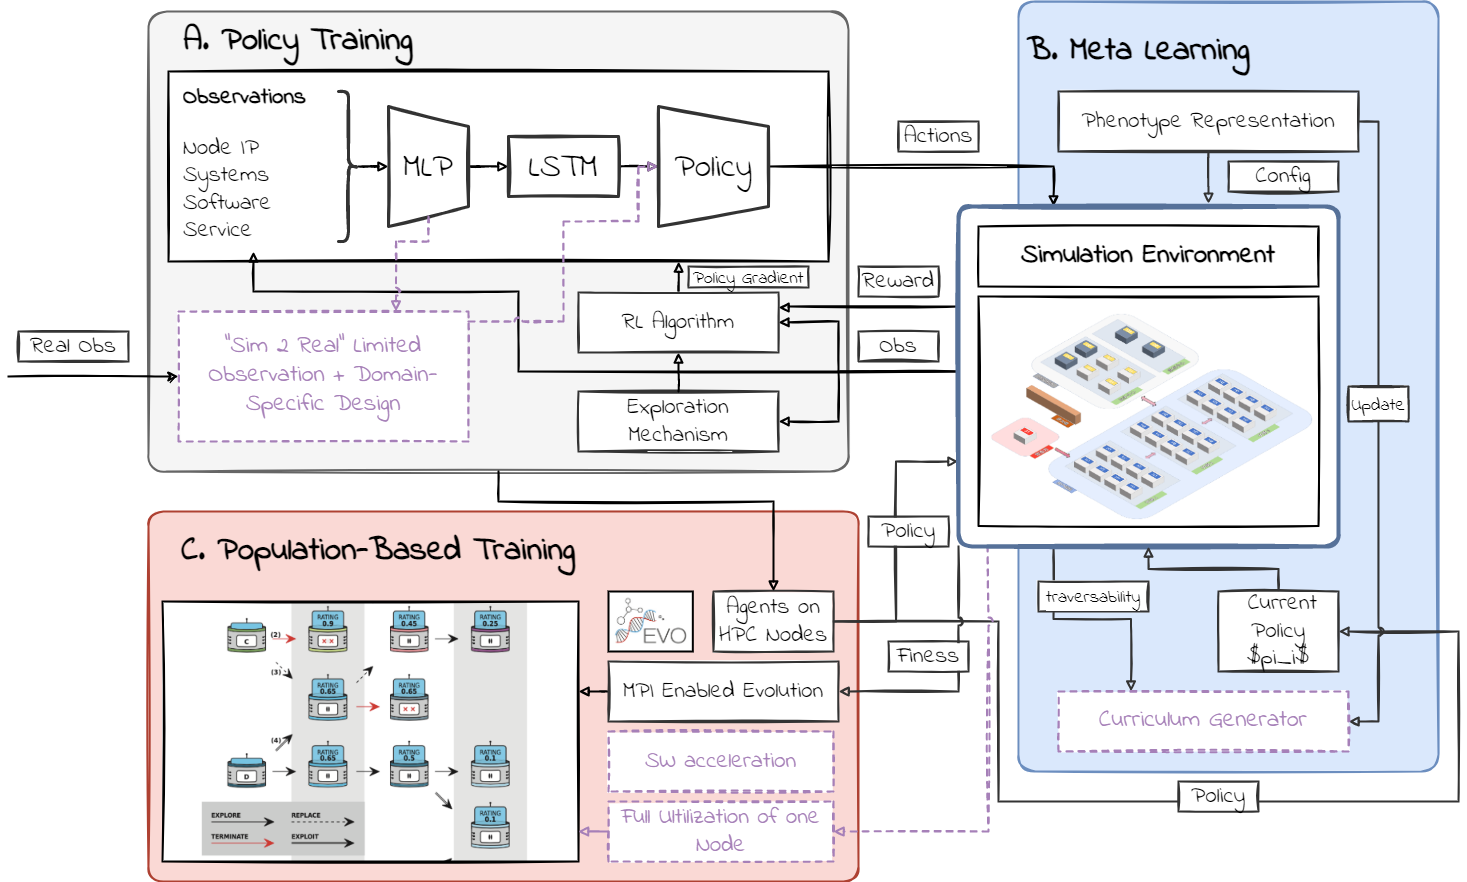 A. Policy Training
Observations
Node IP
Systems
Software
Service
MLP
LSTM
Policy
Policy Gradient
RL Algorithm
Exploration
Mechanism
"Sim 2 Real" Limited
Observation + Domain-
Specific Design
Real Obs
Actions
Reward
Obs
B. Meta Learning
Phenotype Representation
Config
Simulation Environment
Update
Policy
traversability
Current
Policy
$pi_i$
Curriculum Generator
Policy
Finess
C. Population-Based Training
EVO
Agents on
HPC Nodes
MPI Enabled Evolution
SW acceleration
Full Ultilization of one
Node
C
(2)
RATING
0.9
XX
RATING
0.45
H
RATING
0.25
H
(3)
RATING
0.65
H
RATING
0.65
XX
(4)
D
RATING
0.65
H
RATING
0.5
H
RATING
0.1
H
RATING
0.1
H
EXPLORE
REPLACE
TERMINATE
EXPLOIT